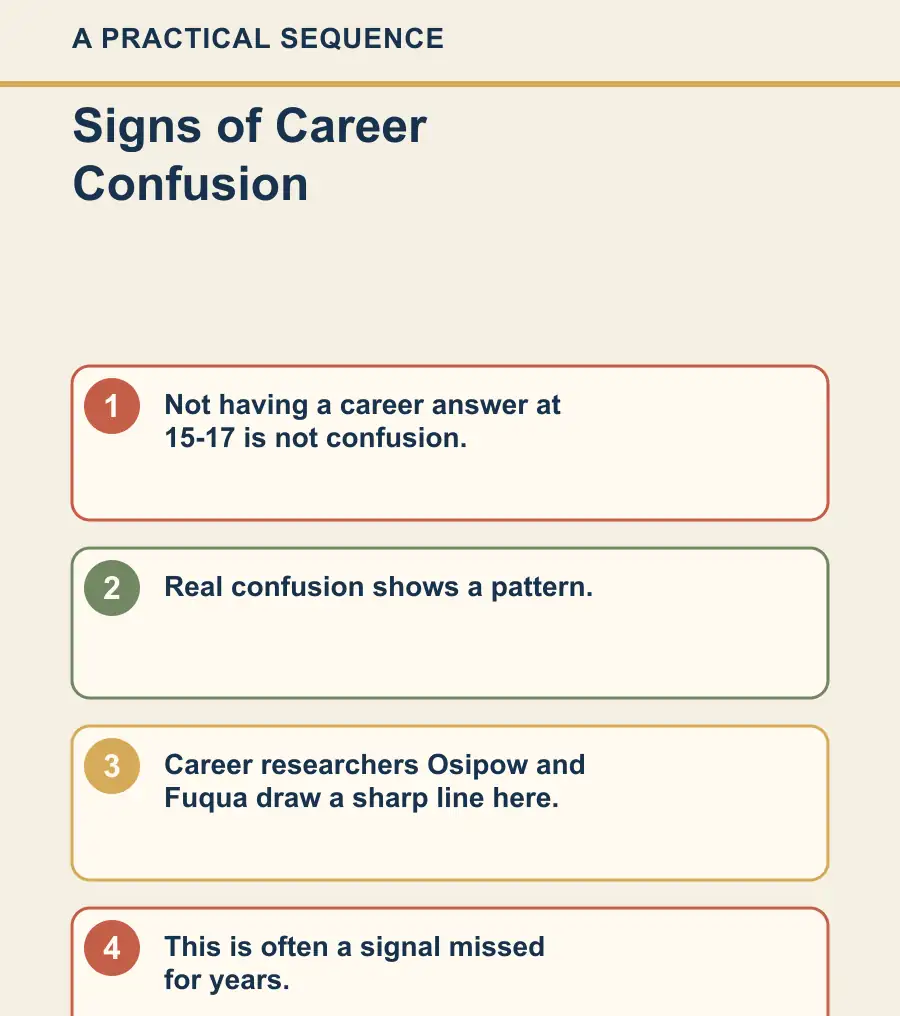 A PRACTICAL SEQUENCE
Signs of Career
Confusion
1
Not having a career answer at
15-17 is not confusion.
2
Real confusion shows a pattern.
3
Career researchers Osipow and
Fuqua draw a sharp line here.
4
This is often a signal missed
for years.